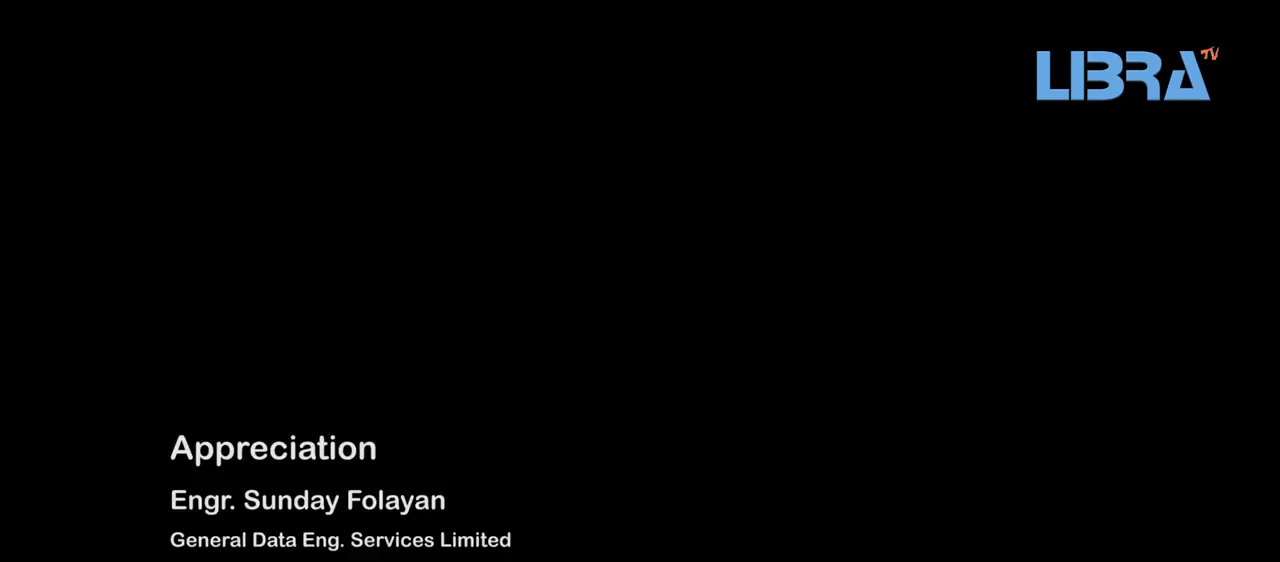 LIBRA TV
Appreciation
Engr. Sunday Folayan
General Data Eng. Services Limited